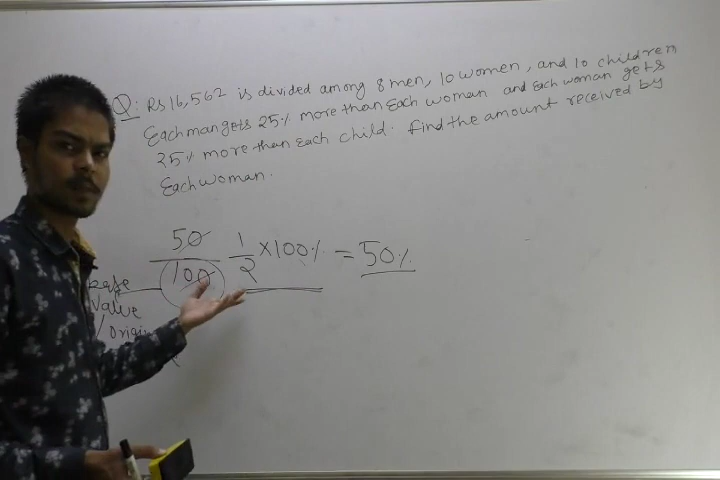 Q: Rs 16,562 is divided among 8 men, 10 women, and 10 children
Each man gets 25% more than Each woman and Each woman gets
25% more than Each child. find the amount received by
Each woman.
50/100 1/2 ×100% = 50%
Value
/ Origin